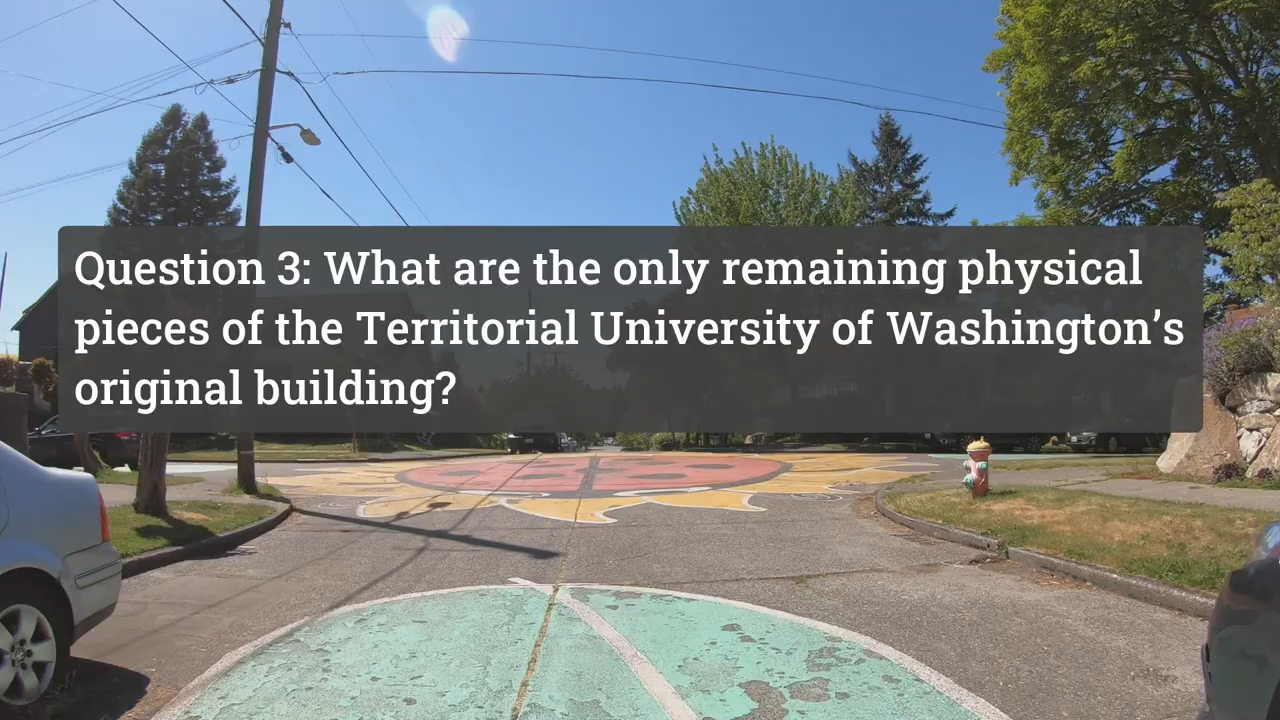 Question 3: What are the only remaining physical
pieces of the Territorial University of Washington’s
original building?